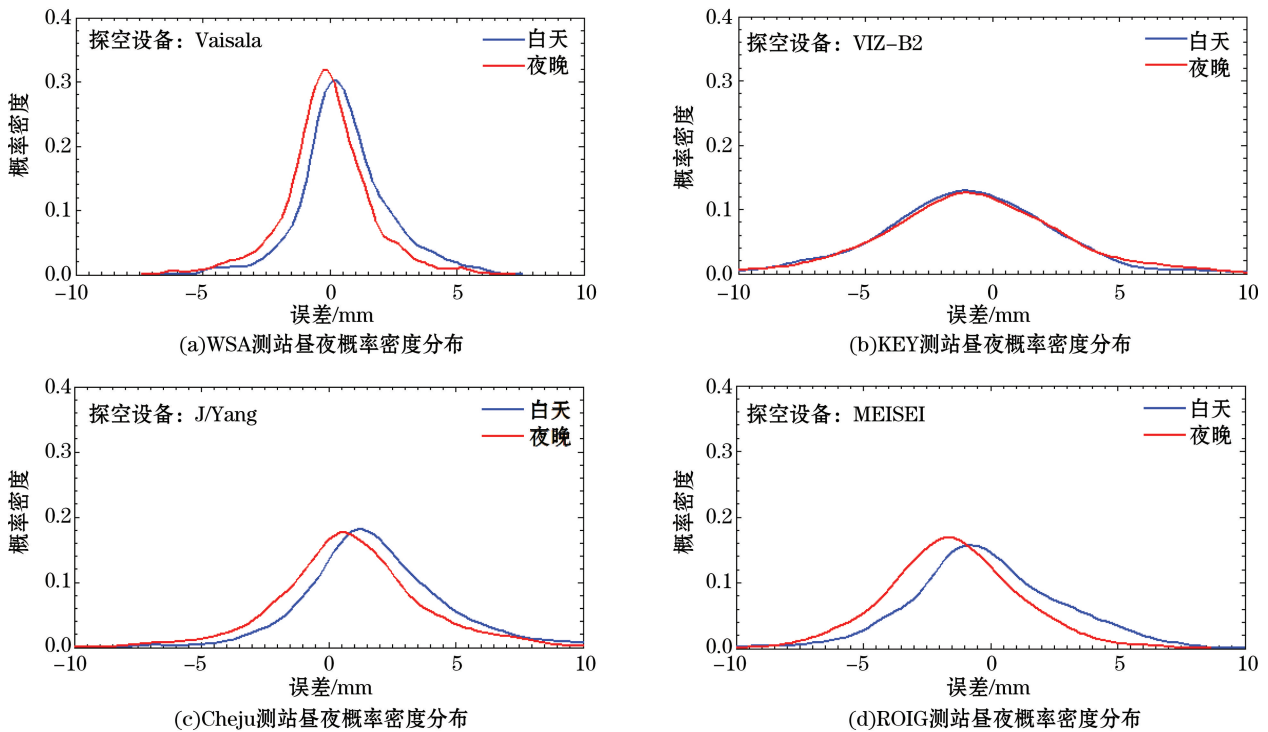 0.4
探空设备：Vaisala
白天
夜晚
0.3
0.2
0.1
0.0
概率密度
−10
−5
0
5
10
误差/mm
(a)WSA测站昼夜概率密度分布
0.4
探空设备：VIZ−B2
白天
夜晚
0.3
0.2
0.1
0.0
概率密度
−10
−5
0
5
10
误差/mm
(b)KEY测站昼夜概率密度分布
0.4
探空设备：J/Yang
白天
夜晚
0.3
0.2
0.1
0.0
概率密度
−10
−5
0
5
10
误差/mm
(c)Cheju测站昼夜概率密度分布
0.4
探空设备：MEISEI
白天
夜晚
0.3
0.2
0.1
0.0
概率密度
−10
−5
0
5
10
误差/mm
(d)ROIG测站昼夜概率密度分布